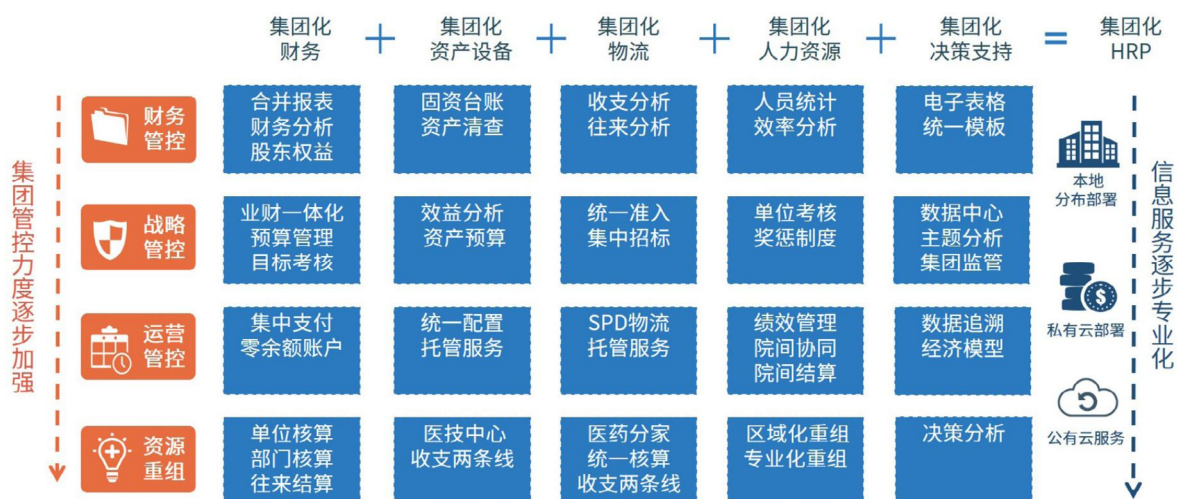 集团化
财务
+
集团化
资产设备
+
集团化
物流
+
集团化
人力资源
+
集团化
决策支持
=
集团化
HRP
集团管控力度逐步加强
财务
管控
合并报表
财务分析
股东权益
固资台账
资产清查
收支分析
往来分析
人员统计
效率分析
电子表格
统一模板
战略
管控
业财一体化
预算管理
目标考核
效益分析
资产预算
统一准入
集中招标
单位考核
奖惩制度
数据中心
主题分析
集团监管
运营
管控
集中支付
零余额账户
统一配置
托管服务
SPD物流
托管服务
绩效管理
院间协同
院间结算
数据追溯
经济模型
资源
重组
单位核算
部门核算
往来结算
医技中心
收支两条线
医药分家
统一核算
收支两条线
区域化重组
专业化重组
决策分析
本地
分布部署
私有云部署
公有云服务
信息服务逐步专业化